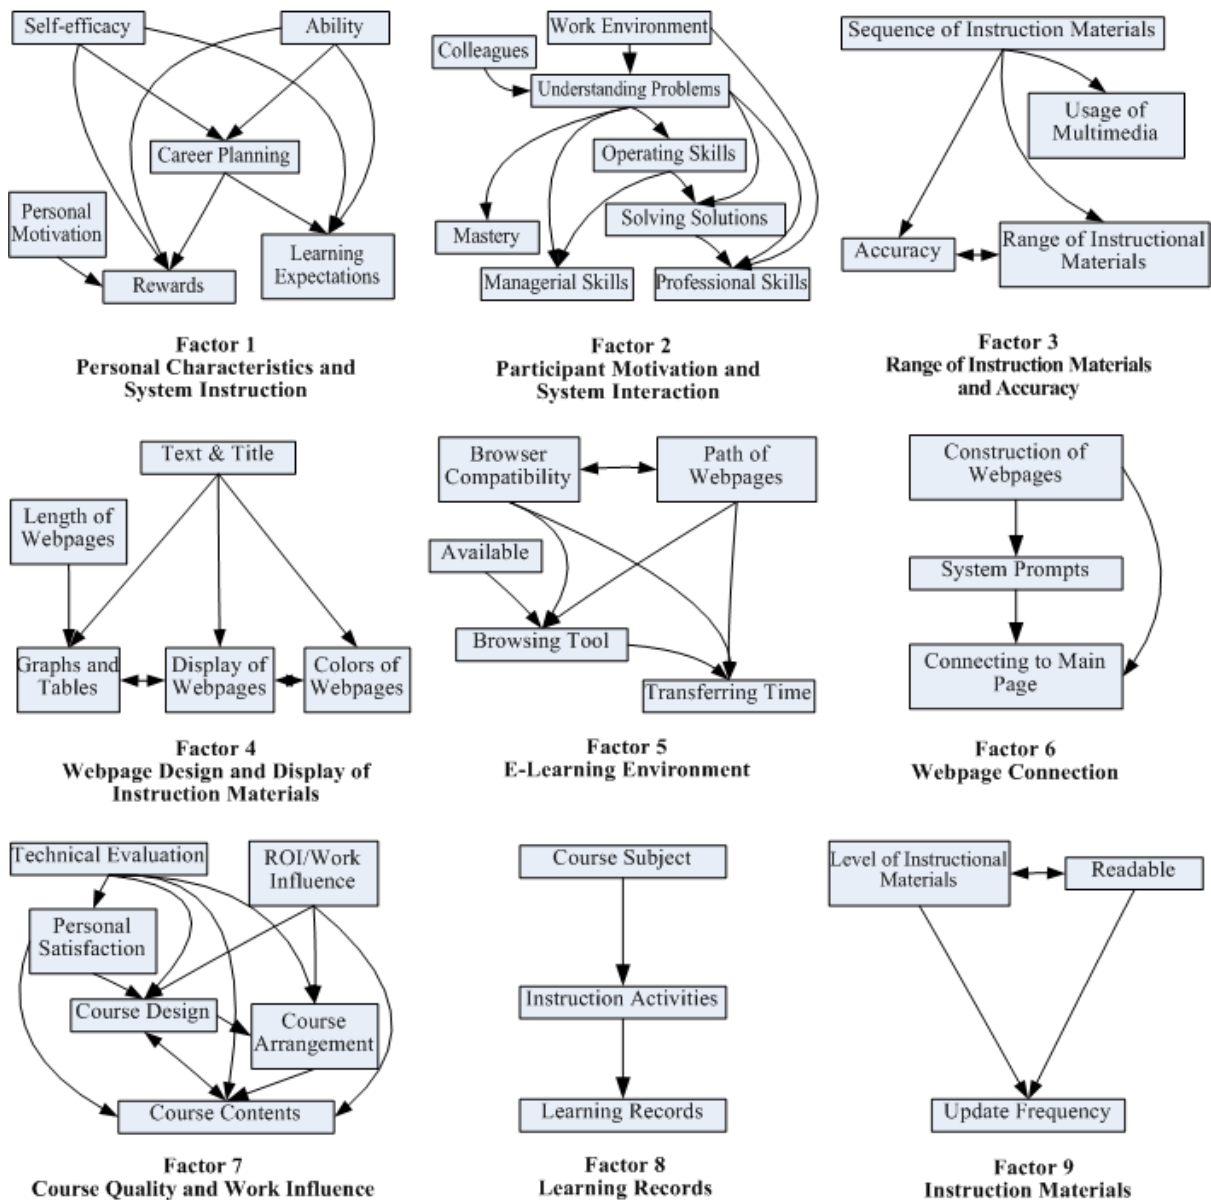 Self-efficacy
Ability
Career Planning
Personal
Motivation
Learning
Expectations
Rewards
Factor 1
Personal Characteristics and
System Instruction
Work Environment
Colleagues
Understanding Problems
Operating Skills
Solving Solutions
Mastery
Managerial Skills
Professional Skills
Factor 2
Participant Motivation and
System Interaction
Sequence of Instruction Materials
Usage of
Multimedia
Accuracy
Range of Instructional
Materials
Factor 3
Range of Instruction Materials
and Accuracy
Text & Title
Length of
Webpages
Graphs and
Tables
Display of
Webpages
Colors of
Webpages
Factor 4
Webpage Design and Display of
Instruction Materials
Browser
Compatibility
Path of
Webpages
Available
Browsing Tool
Transferring Time
Factor 5
E-Learning Environment
Construction of
Webpages
System Prompts
Connecting to Main
Page
Factor 6
Webpage Connection
Technical Evaluation
ROI/Work
Influence
Personal
Satisfaction
Course Design
Course
Arrangement
Course Contents
Factor 7
Course Quality and Work Influence
Course Subject
Instruction Activities
Learning Records
Factor 8
Learning Records
Level of Instructional
Materials
Readable
Update Frequency
Factor 9
Instruction Materials